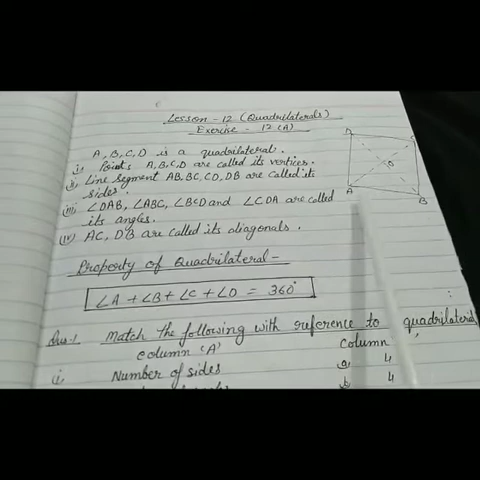 Lesson - 12 (Quadrilaterals)
Exercise - 12 (A)
A, B, C, D is a quadrilateral.
i) Points A, B, C, D are called its vertices.
ii) Line Segment AB, BC, CD, DB are called its
sides.
iii) ∠DAB, ∠ABC, ∠BCD and ∠CDA are called
its angles.
iv) AC, DB are called its diagonals.
D
O
A
B
Property of Quadrilateral -
∠A + ∠B + ∠C + ∠D = 360°
Ques.1 Match the following with reference to quadrilateral
Column 'A'
Column
i) Number of sides
a) 4
b) 4